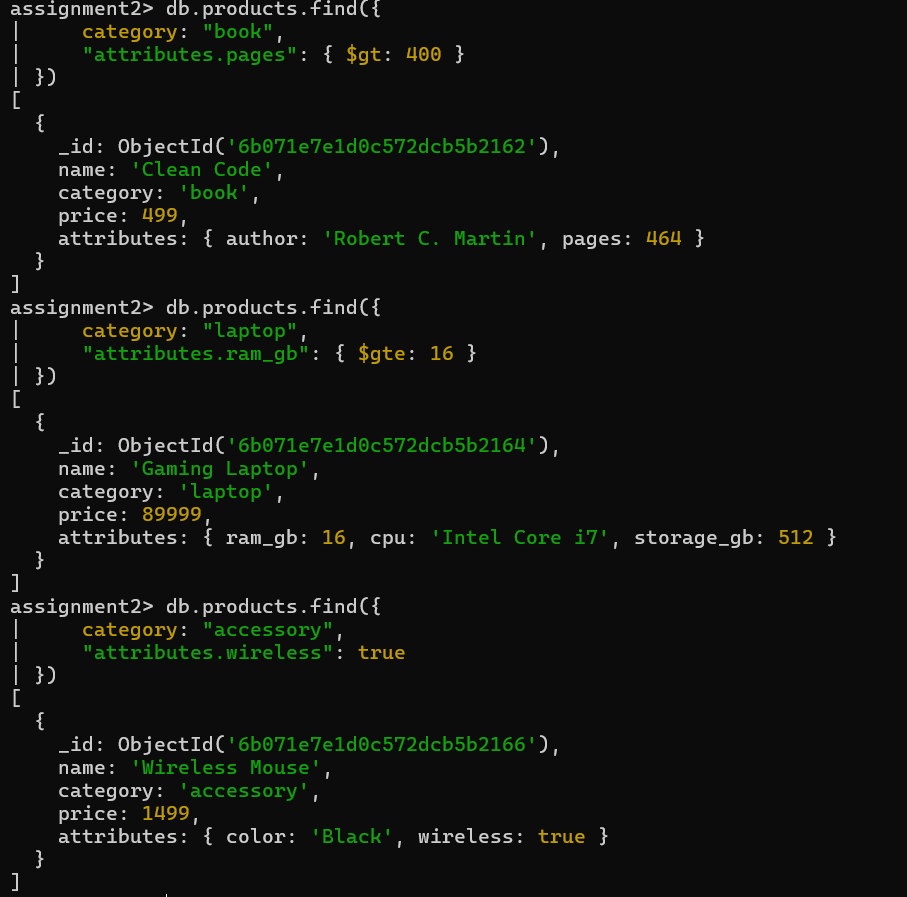 assignment2> db.products.find({
|     category: "book",
|     "attributes.pages": { $gt: 400 }
| })
[
  {
    _id: ObjectId('6b071e7e1d0c572dcb5b2162'),
    name: 'Clean Code',
    category: 'book',
    price: 499,
    attributes: { author: 'Robert C. Martin', pages: 464 }
  }
]
assignment2> db.products.find({
|     category: "laptop",
|     "attributes.ram_gb": { $gte: 16 }
| })
[
  {
    _id: ObjectId('6b071e7e1d0c572dcb5b2164'),
    name: 'Gaming Laptop',
    category: 'laptop',
    price: 89999,
    attributes: { ram_gb: 16, cpu: 'Intel Core i7', storage_gb: 512 }
  }
]
assignment2> db.products.find({
|     category: "accessory",
|     "attributes.wireless": true
| })
[
  {
    _id: ObjectId('6b071e7e1d0c572dcb5b2166'),
    name: 'Wireless Mouse',
    category: 'accessory',
    price: 1499,
    attributes: { color: 'Black', wireless: true }
  }
]